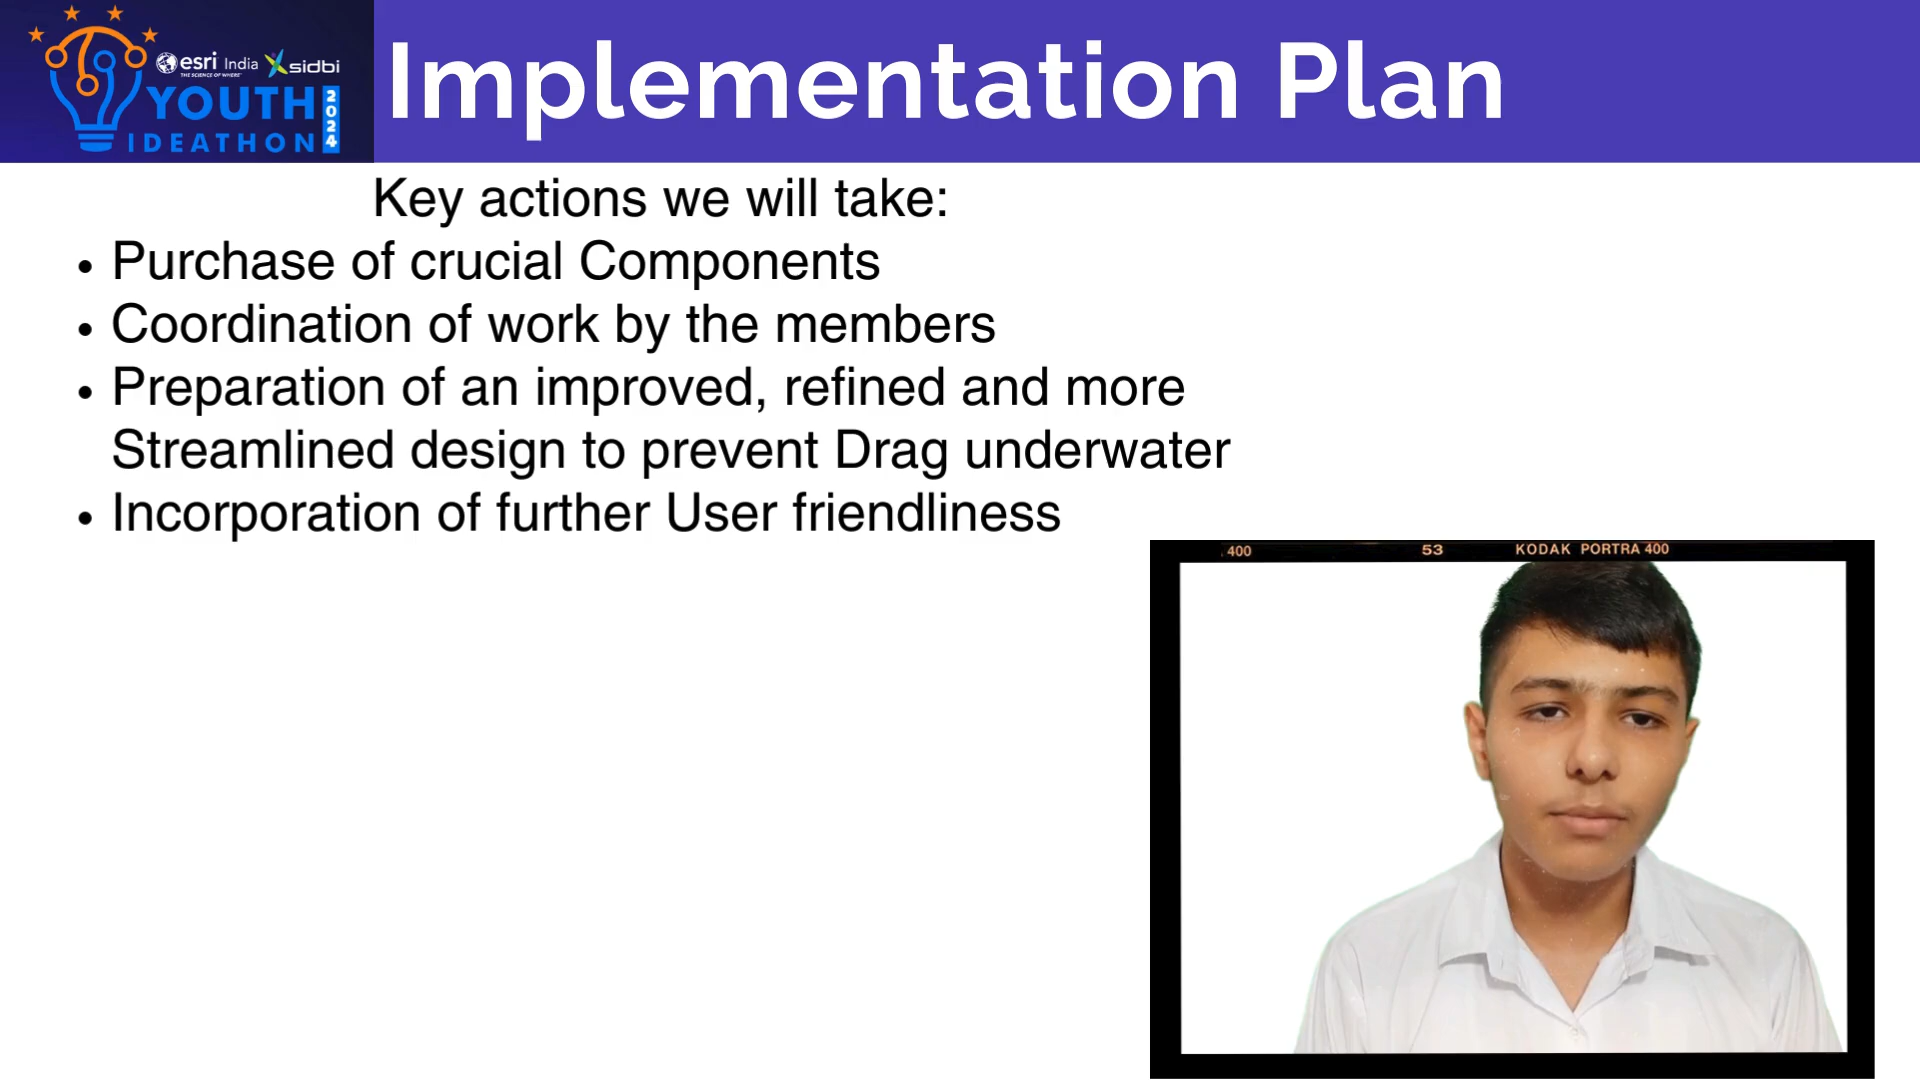 esri India sidbi
THE SCIENCE OF WHERE
YOUTH 2024
IDEATHON
Implementation Plan
Key actions we will take:
• Purchase of crucial Components
• Coordination of work by the members
• Preparation of an improved, refined and more
Streamlined design to prevent Drag underwater
• Incorporation of further User friendliness
400 53 KODAK PORTRA 400